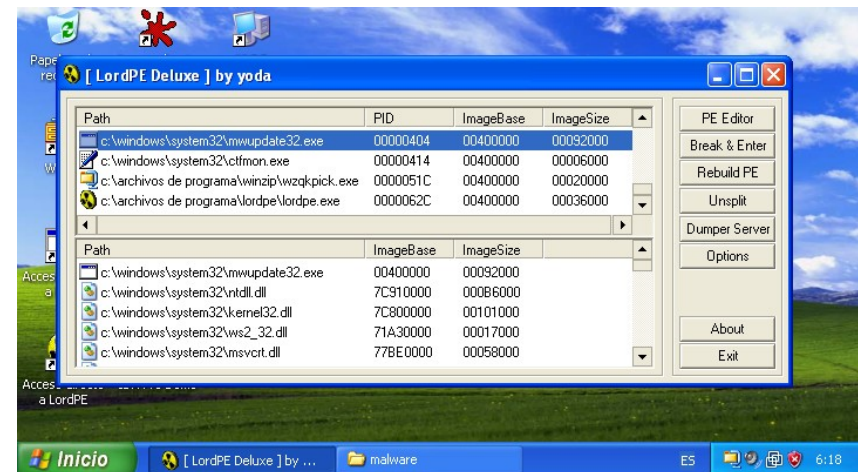 Pape
rec
[ LordPE Deluxe ] by yoda
Path PID ImageBase ImageSize
c:\windows\system32\mwupdate32.exe 00000404 00400000 00092000
c:\windows\system32\ctfmon.exe 00000414 00400000 00006000
c:\archivos de programa\winzip\wzqkpick.exe 0000051C 00400000 00020000
c:\archivos de programa\lordpe\lordpe.exe 0000062C 00400000 00036000
PE Editor
Break & Enter
Rebuild PE
Unsplit
Dumper Server
Options
About
Exit
Path ImageBase ImageSize
c:\windows\system32\mwupdate32.exe 00400000 00092000
c:\windows\system32\ntdll.dll 7C910000 000B6000
c:\windows\system32\kernel32.dll 7C800000 00101000
c:\windows\system32\ws2_32.dll 71A30000 00017000
c:\windows\system32\msvcrt.dll 77BE0000 00058000
W
Acces
a
Acces
a LordPE
Inicio
[ LordPE Deluxe ] by ...
malware
ES
6:18